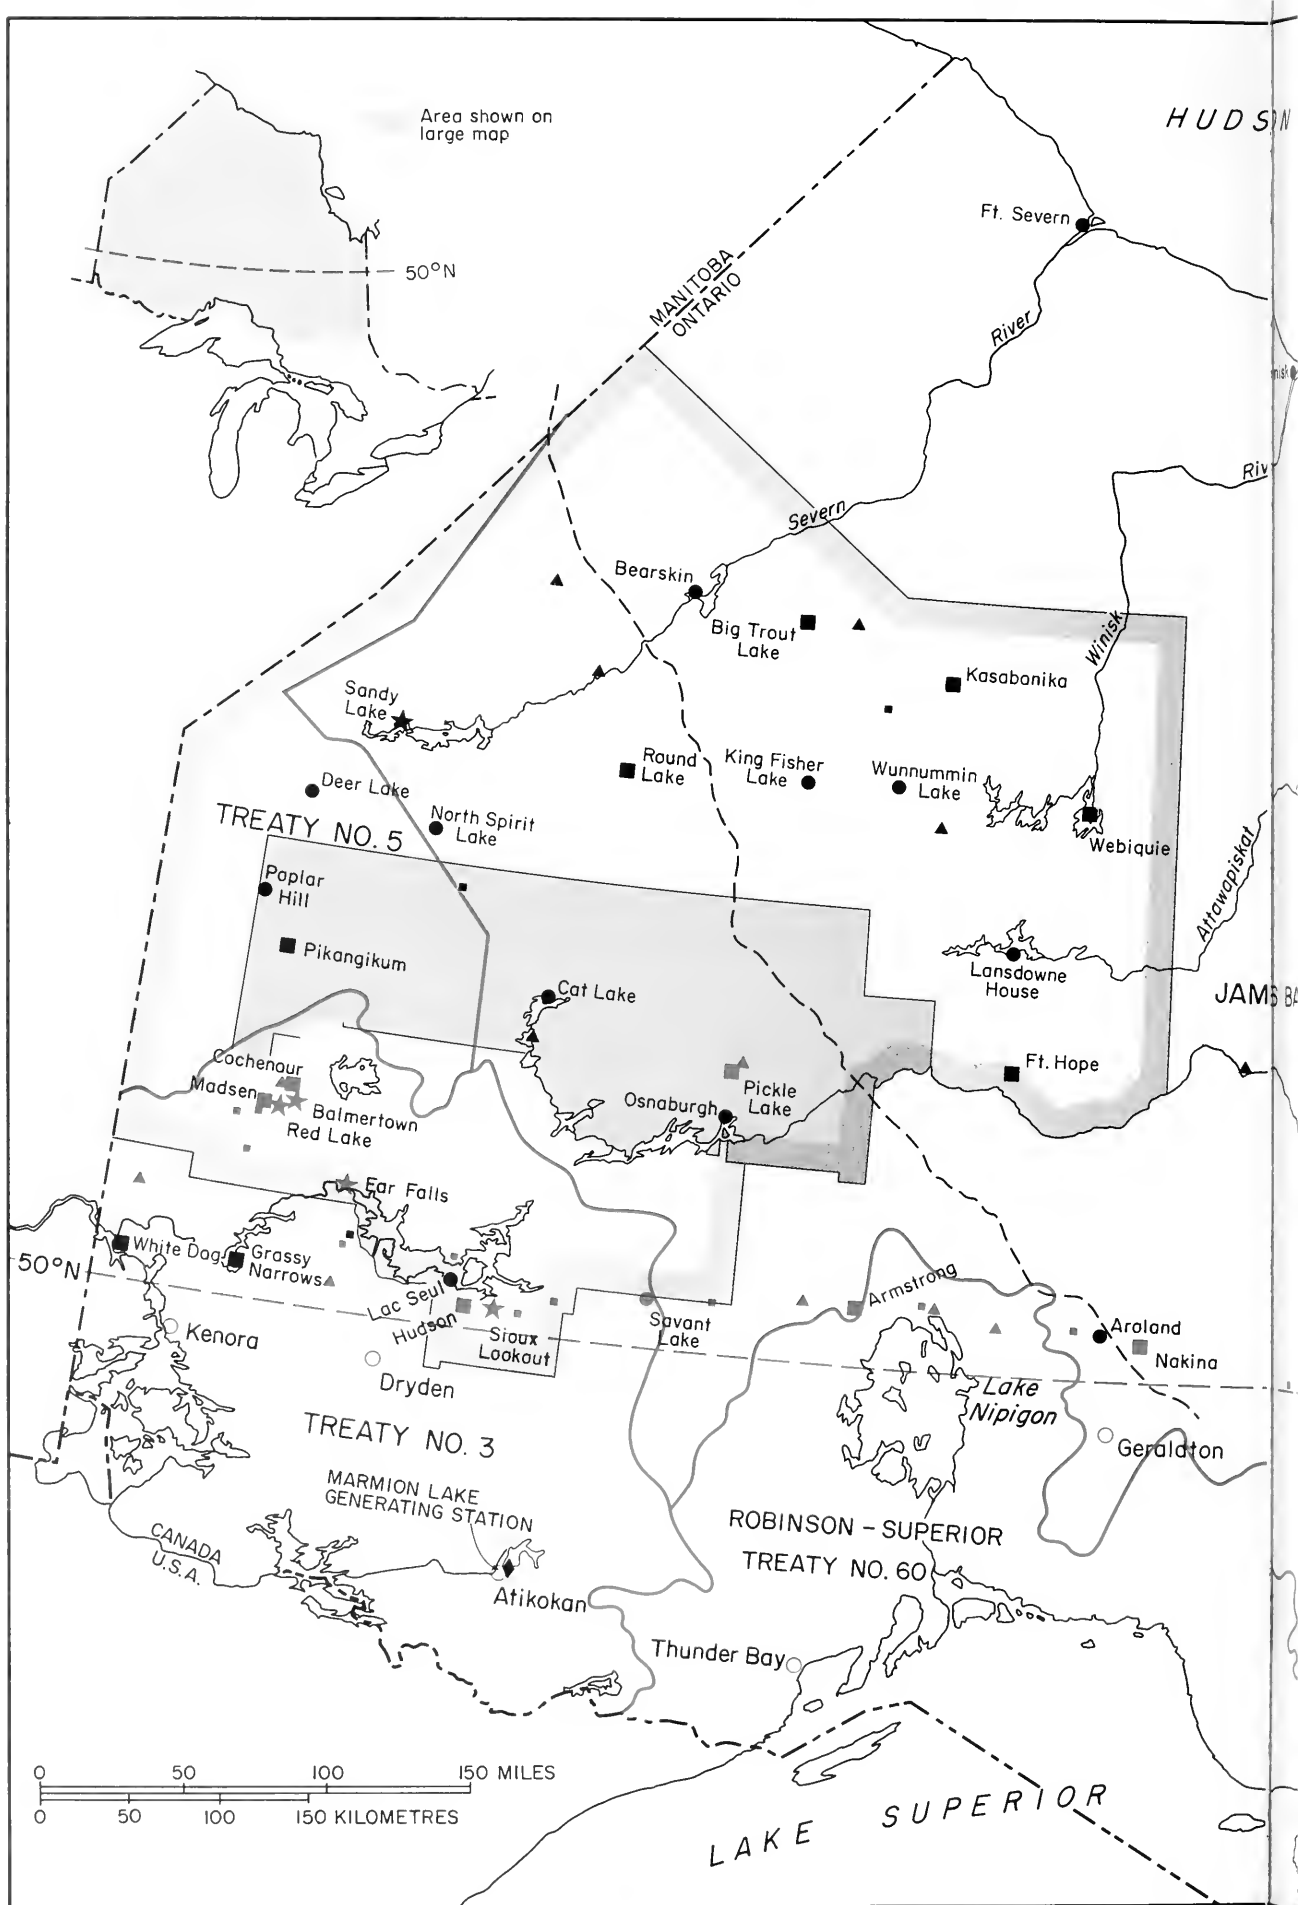 Area shown on
large map
HUDSON
50°N
Ft. Severn
MANITOBA
ONTARIO
River
Severn
Riv
Bearskin
Big Trout
Lake
Winisk
Kasabonika
Sandy
Lake
Round
Lake
King Fisher
Lake
Wunnummin
Lake
Deer Lake
North Spirit
Lake
TREATY NO. 5
Webiquie
Attawapiskat
Poplar
Hill
Pikangikum
Cat Lake
Lansdowne
House
JAMES BA
Cochenour
Madsen
Balmertown
Red Lake
Ft. Hope
Pickle
Lake
Osnaburgh
Ear Falls
White Dog
Grassy
Narrows
50°N
Lac Seul
Hudson
Sioux
Lookout
Savant
Lake
Armstrong
Kenora
Dryden
Aroland
Nakina
Lake
Nipigon
Geraldton
TREATY NO. 3
MARMION LAKE
GENERATING STATION
ROBINSON – SUPERIOR
TREATY NO. 60
CANADA
U.S.A.
Atikokan
Thunder Bay
0 50 100 150 MILES
0 50 100 150 KILOMETRES
LAKE SUPERIOR